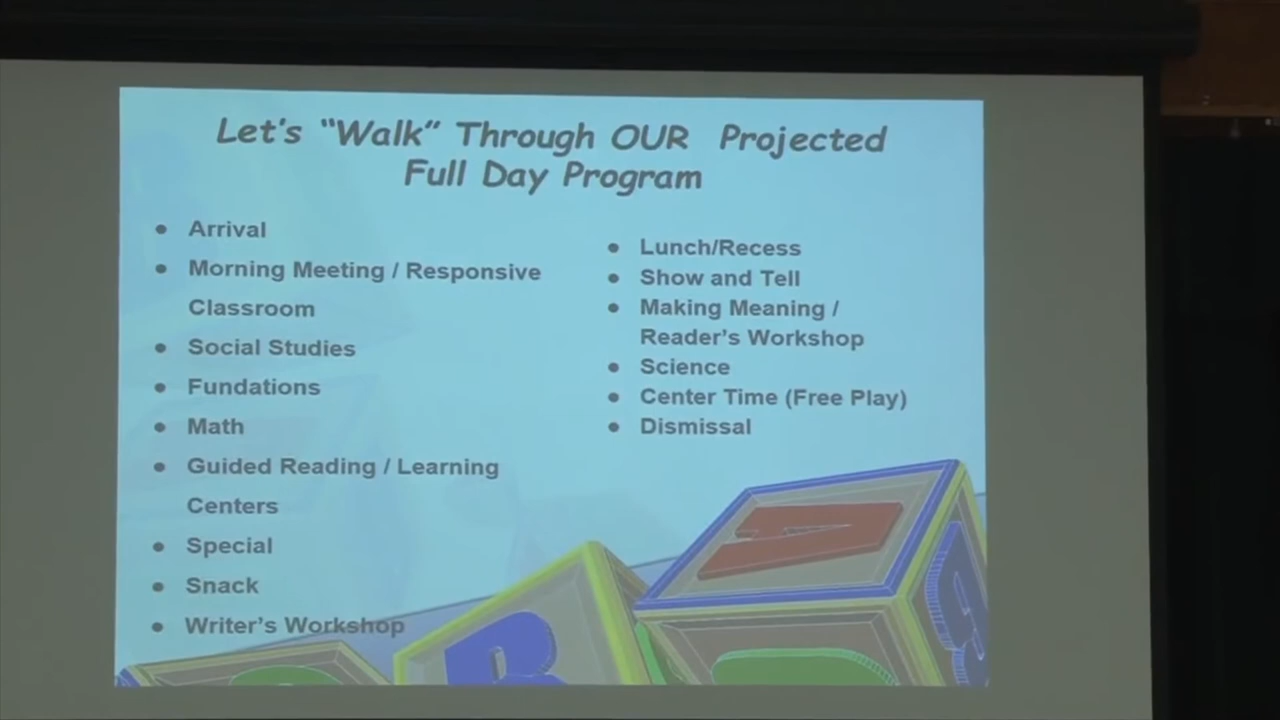 Let's "Walk" Through OUR Projected
Full Day Program
● Arrival
● Morning Meeting / Responsive
Classroom
● Social Studies
● Fundations
● Math
● Guided Reading / Learning
Centers
● Special
● Snack
● Writer's Workshop
● Lunch/Recess
● Show and Tell
● Making Meaning /
Reader's Workshop
● Science
● Center Time (Free Play)
● Dismissal
R